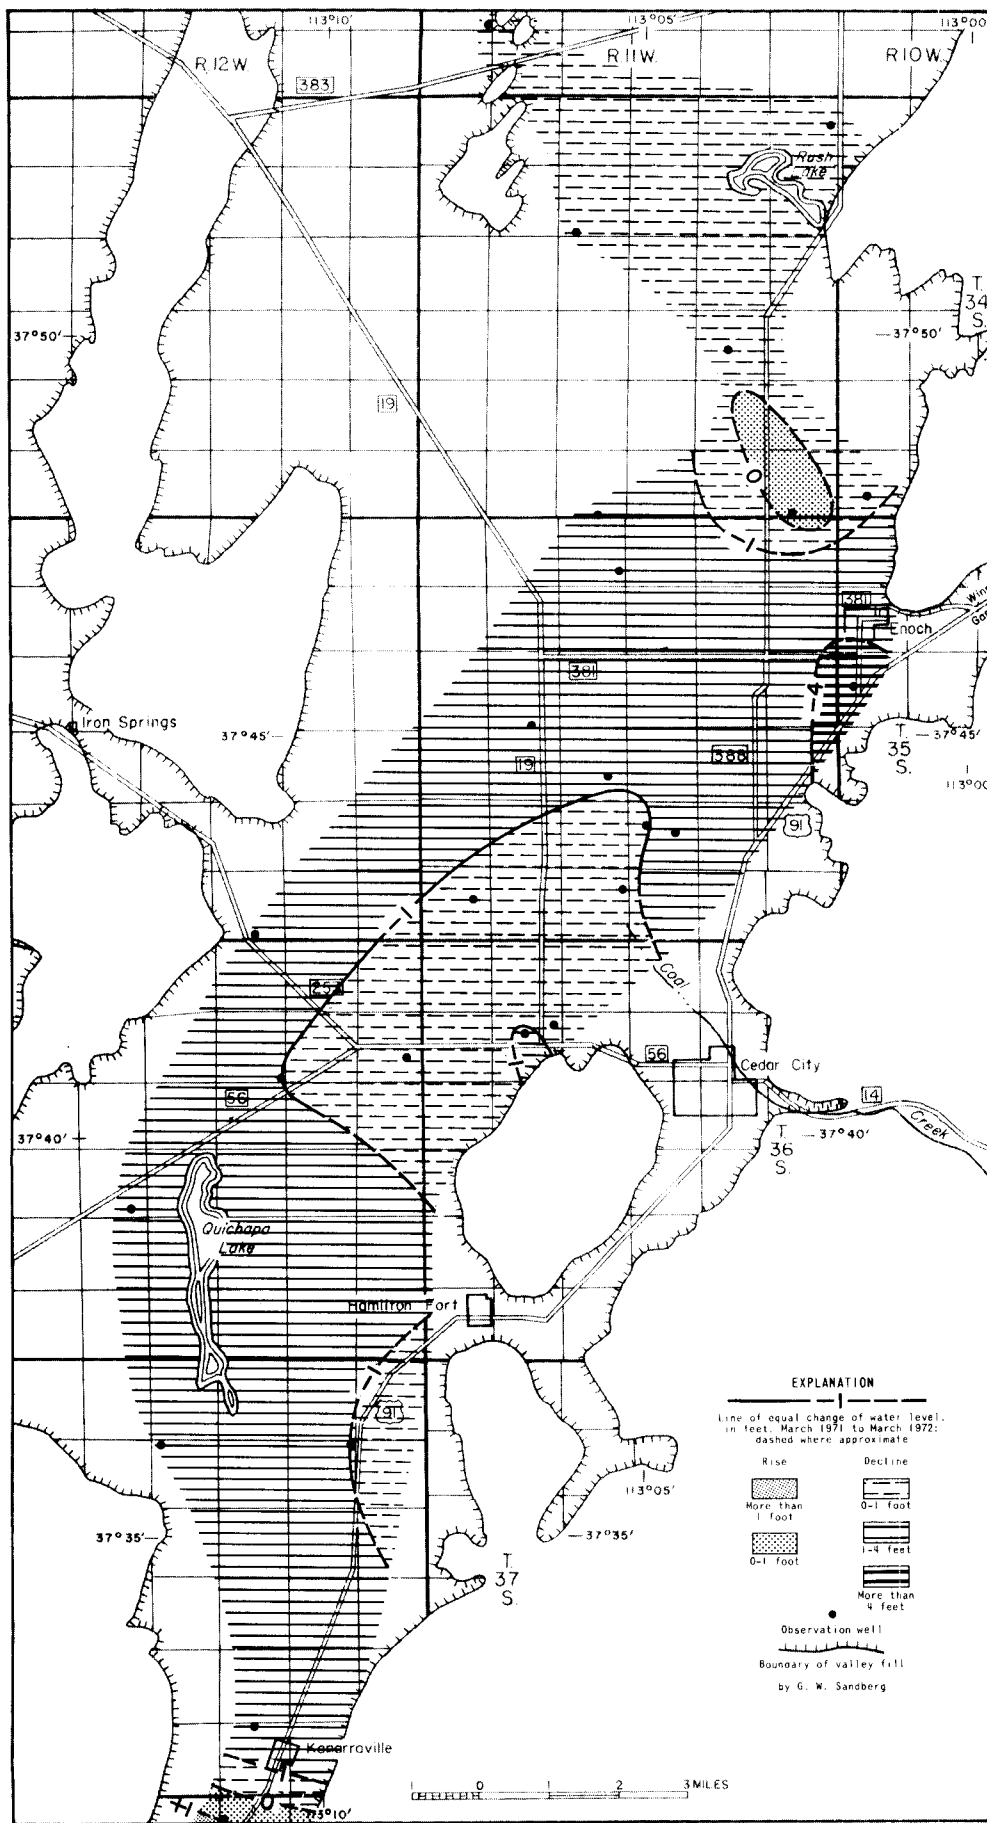 113°10'
113°05'
113°00'
R.12W.
R.11W.
R.10W.
383
Rush
Lake
T.
34
S.
37°50'
37°50'
19
O
1
381
Enoch
381
4
Iron Springs
37°45'
19
388
T.
35
S.
37°45'
113°00'
91
1
Coal
56
Cedar City
56
14
Creek
37°40'
T.
36
S.
37°40'
1
Quichapa
Lake
Hamilton Fort
1
91
113°05'
37°35'
37°35'
T.
37
S.
Kanarraville
O
113°10'
EXPLANATION
1
Line of equal change of water level,
in feet, March 1971 to March 1972;
dashed where approximate
Rise
Decline
More than
1 foot
0-1 foot
0-1 foot
1-4 feet
More than
4 feet
Observation well
Boundary of valley fill
by G. W. Sandberg
1 0 1 2 3 MILES